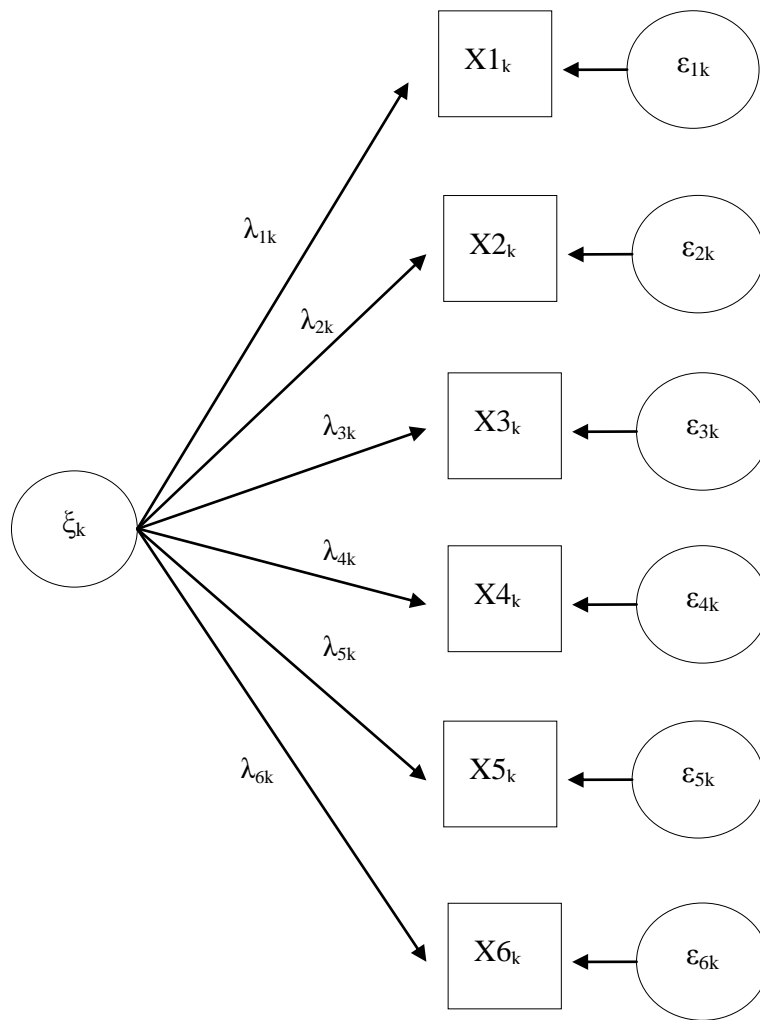 X1ₖ
ε₁ₖ
λ₁ₖ
X2ₖ
ε₂ₖ
λ₂ₖ
X3ₖ
ε₃ₖ
λ₃ₖ
ξₖ
λ₄ₖ
X4ₖ
ε₄ₖ
λ₅ₖ
X5ₖ
ε₅ₖ
λ₆ₖ
X6ₖ
ε₆ₖ